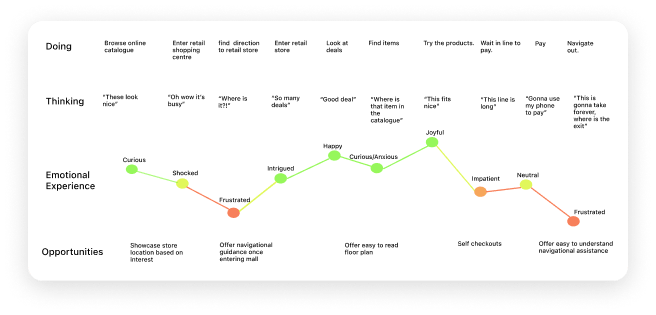 Doing
Browse online
catalogue
Enter retail
shopping
centre
find direction
to retail store
Enter retail
store
Look at
deals
Find items
Try the products.
Wait in line to
pay.
Pay
Navigate
out.
Thinking
"These look
nice"
"Oh wow it's
busy"
"Where is
it?!"
"So many
deals"
"Good deal"
"Where is
that item in
the
catalogue"
"This fits
nice"
"This line is
long"
"Gonna use
my phone
to pay"
"This is
gonna take
forever,
where is the
exit"
Emotional
Experience
Curious
Shocked
Frustrated
Intrigued
Happy
Curious/Anxious
Joyful
Impatient
Neutral
Frustrated
Opportunities
Showcase store
location based on
interest
Offer navigational
guidance once
entering mall
Offer easy to read
floor plan
Self checkouts
Offer easy to understand
navigational assistance